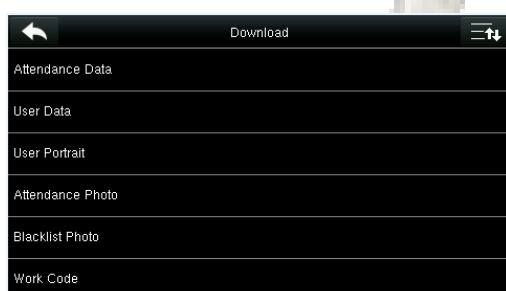 Download
Attendance Data
User Data
User Portrait
Attendance Photo
Blacklist Photo
Work Code